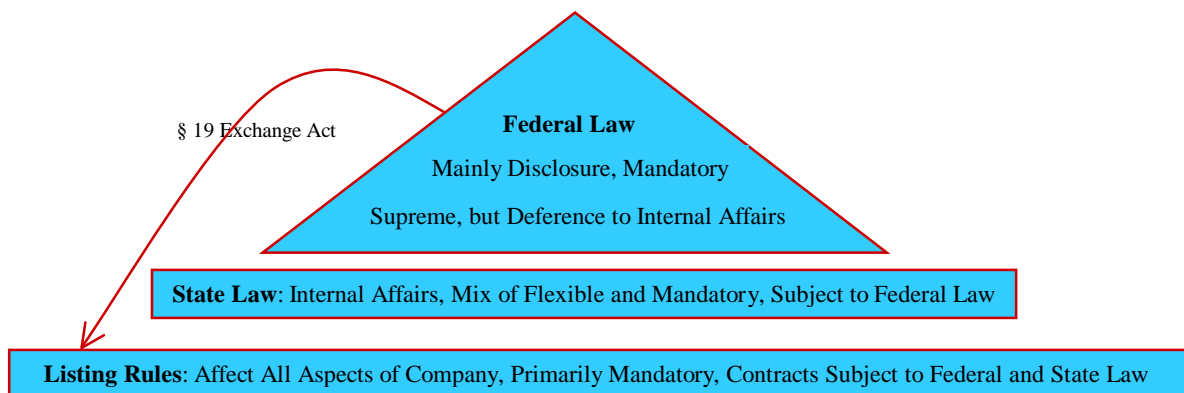 § 19 Exchange Act
Federal Law
Mainly Disclosure, Mandatory
Supreme, but Deference to Internal Affairs
State Law: Internal Affairs, Mix of Flexible and Mandatory, Subject to Federal Law
Listing Rules: Affect All Aspects of Company, Primarily Mandatory, Contracts Subject to Federal and State Law